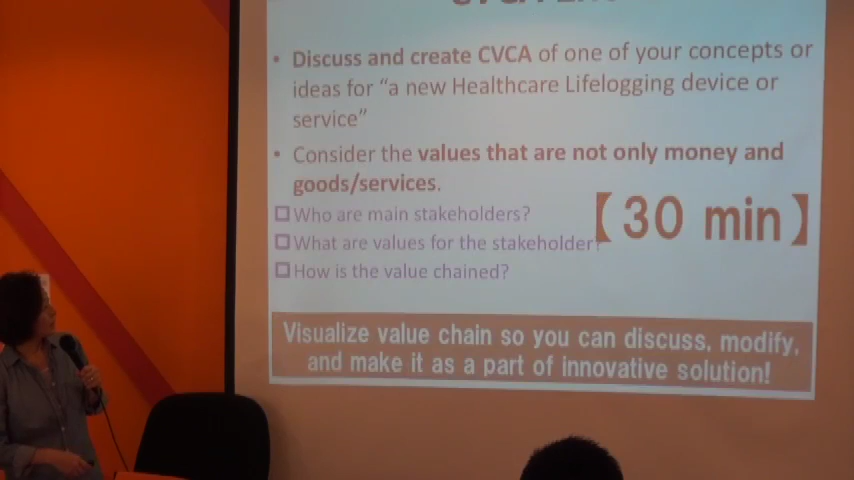 • Discuss and create CVCA of one of your concepts or
ideas for “a new Healthcare Lifelogging device or
service”
• Consider the values that are not only money and
goods/services.
Who are main stakeholders?
What are values for the stakeholder?
How is the value chained?
【30 min】
Visualize value chain so you can discuss, modify,
and make it as a part of innovative solution!